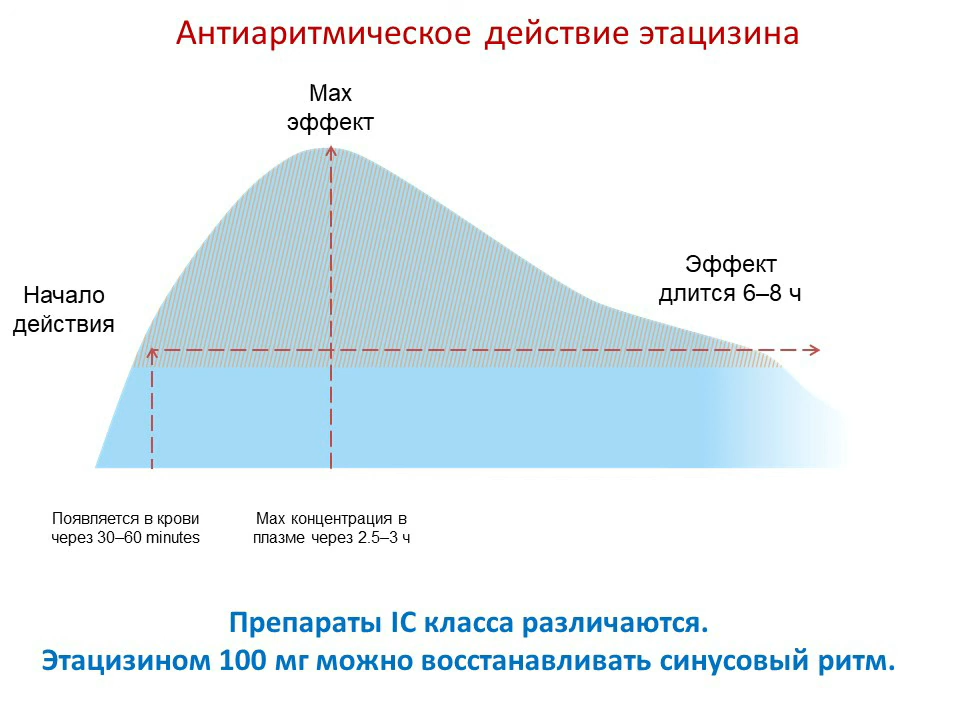 Антиаритмическое действие этацизина
Max
эффект
Эффект
длится 6–8 ч
Начало
действия
Появляется в крови
через 30–60 minutes
Max концентрация в
плазме через 2.5–3 ч
Препараты IC класса различаются.
Этацизином 100 мг можно восстанавливать синусовый ритм.